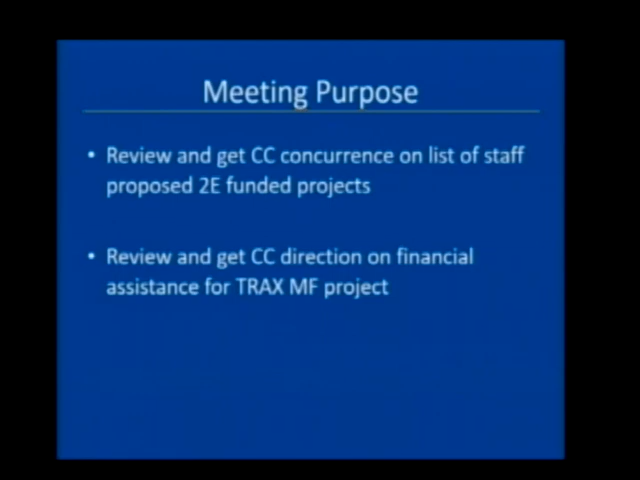 Meeting Purpose
• Review and get CC concurrence on list of staff
proposed 2E funded projects
• Review and get CC direction on financial
assistance for TRAX MF project